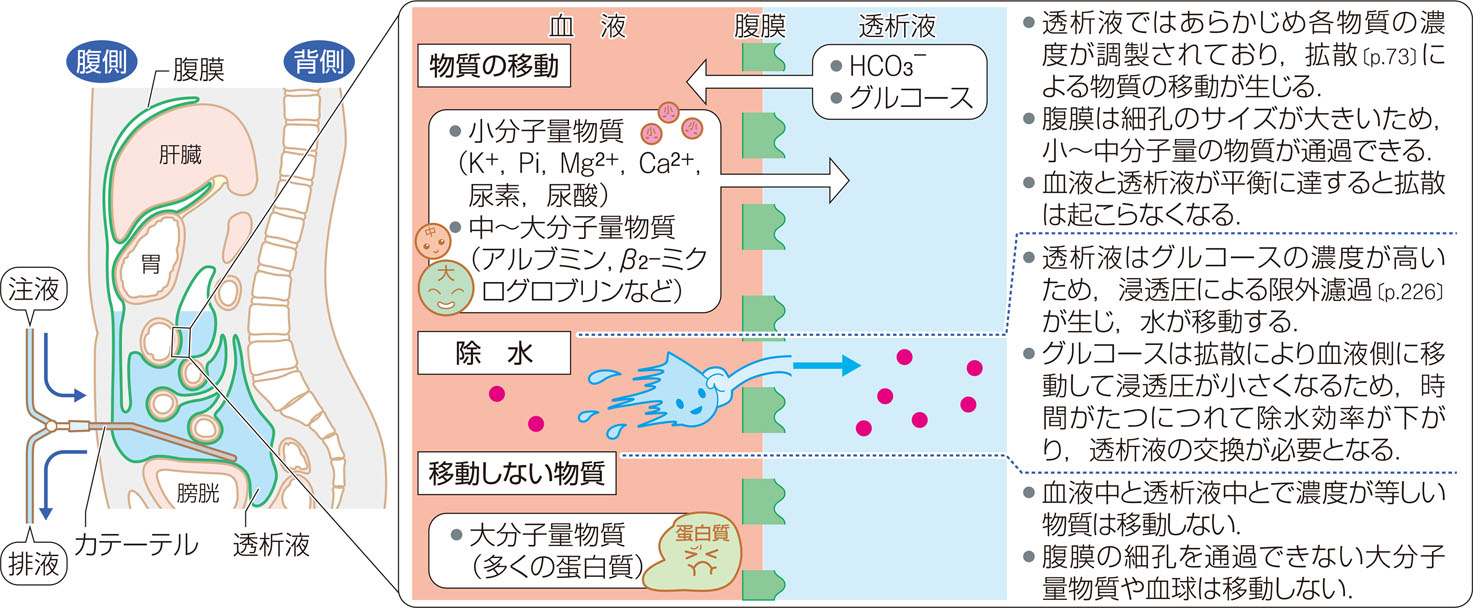 腹側
背側
腹膜
肝臓
胃
注液
排液
カテーテル
膀胱
透析液
血 液
腹膜
透析液
物質の移動
● HCO₃⁻
● グルコース
● 小分子量物質
(K⁺, Pi, Mg²⁺, Ca²⁺,
尿素, 尿酸)
小
小
小
● 中〜大分子量物質
(アルブミン, β₂-ミク
ログロブリンなど)
中
大
除 水
移動しない物質
● 大分子量物質
(多くの蛋白質)
蛋白質
● 透析液ではあらかじめ各物質の濃
度が調製されており, 拡散〔p.73〕に
よる物質の移動が生じる.
● 腹膜は細孔のサイズが大きいため,
小〜中分子量の物質が通過できる.
● 血液と透析液が平衡に達すると拡散
は起こらなくなる.
● 透析液はグルコースの濃度が高い
ため, 浸透圧による限外濾過〔p.226〕
が生じ, 水が移動する.
● グルコースは拡散により血液側に移
動して浸透圧が小さくなるため, 時
間がたつにつれて除水効率が下が
り, 透析液の交換が必要となる.
● 血液中と透析液中とで濃度が等しい
物質は移動しない.
● 腹膜の細孔を通過できない大分子
量物質や血球は移動しない.